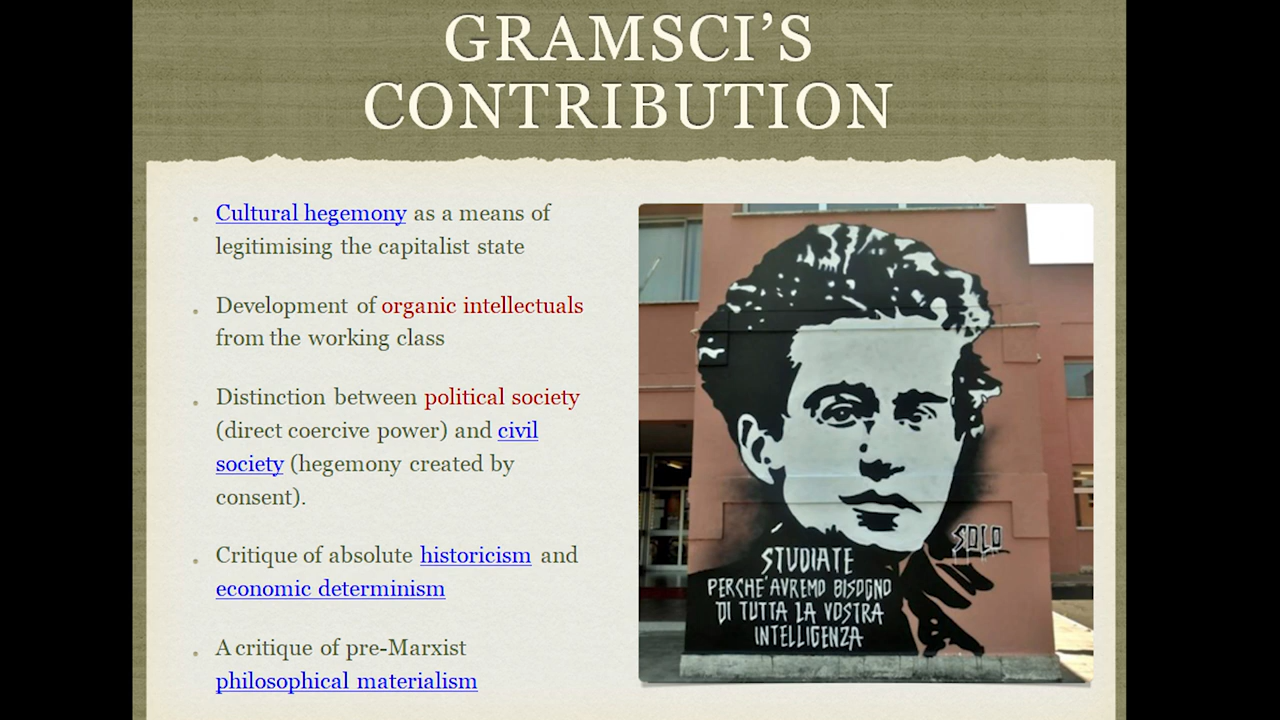 GRAMSCI’S
CONTRIBUTION
Cultural hegemony as a means of
legitimising the capitalist state
Development of organic intellectuals
from the working class
Distinction between political society
(direct coercive power) and civil
society (hegemony created by
consent).
Critique of absolute historicism and
economic determinism
A critique of pre-Marxist
philosophical materialism
SOLO
STUDIATE
PERCHE' AVREMO BISOGNO
DI TUTTA LA VOSTRA
INTELLIGENZA